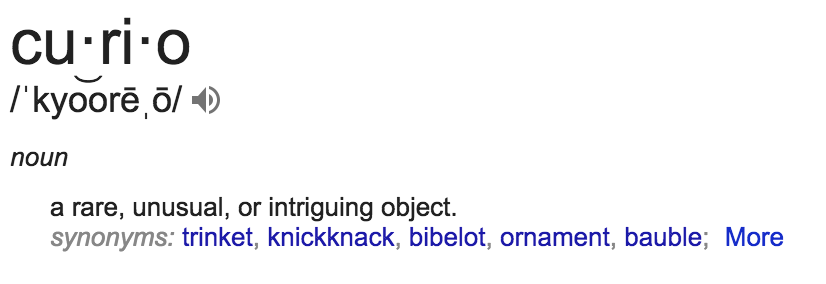 cu·ri·o
/ˈkyo͝orēˌō/
noun
a rare, unusual, or intriguing object.
synonyms: trinket, knickknack, bibelot, ornament, bauble; More